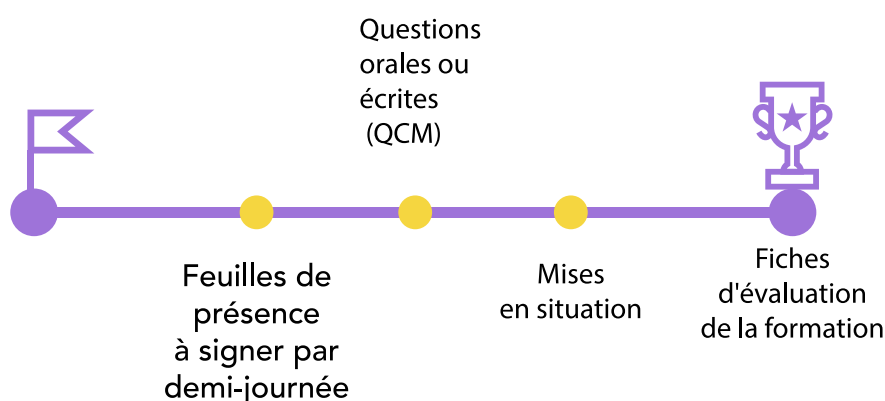 Questions
orales ou
écrites
(QCM)
Feuilles de
présence
à signer par
demi-journée
Mises
en situation
Fiches
d'évaluation
de la formation